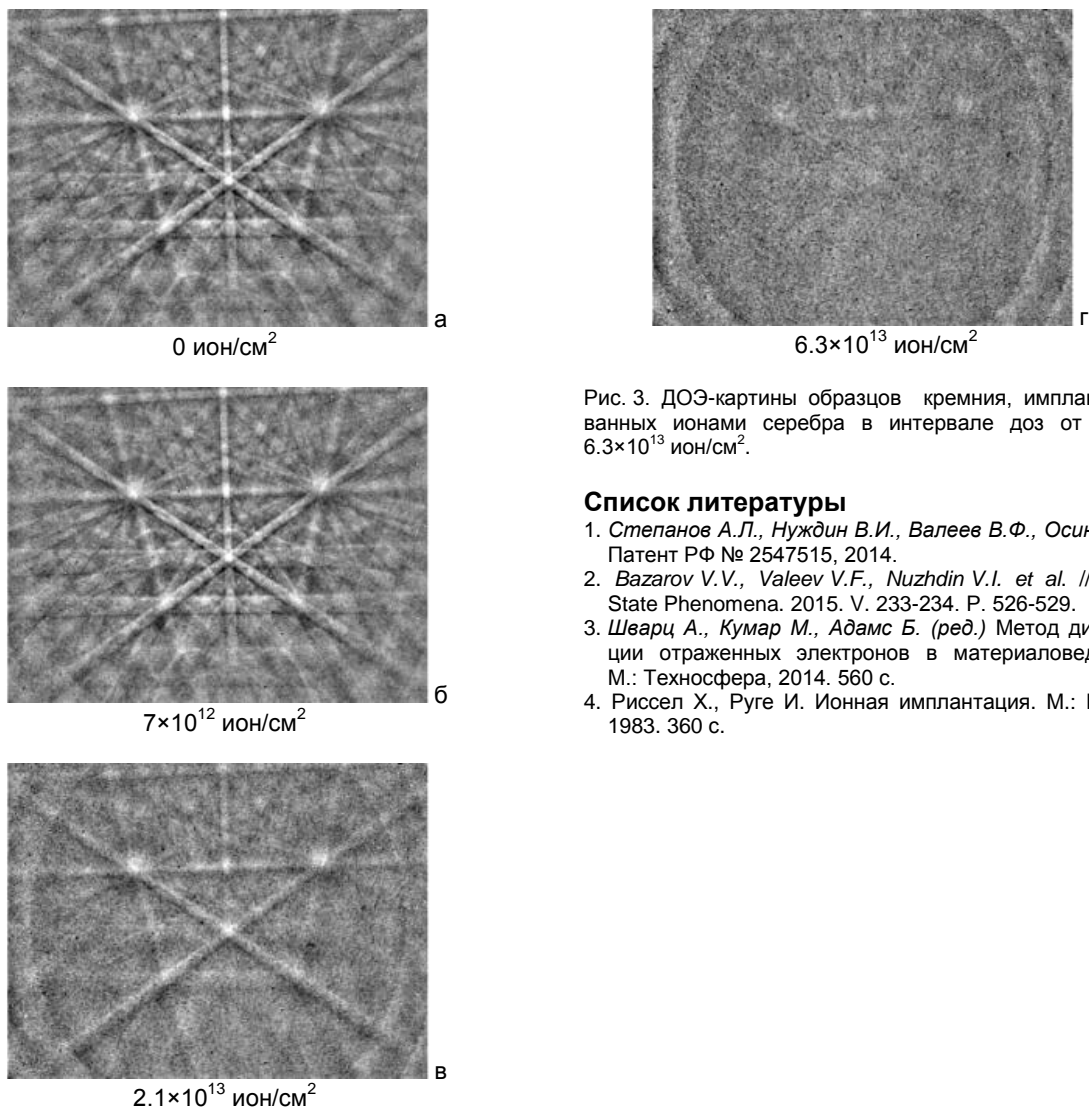 а
0 ион/см²
б
7×10¹² ион/см²
в
2.1×10¹³ ион/см²
г
6.3×10¹³ ион/см²
Рис. 3. ДОЭ-картины образцов кремния,
ванных ионами серебра в интервале доз от
6.3×10¹³ ион/см².
Список литературы
1. Степанов А.Л., Нуждин В.И., Валеев В.Ф.,
Патент РФ № 2547515, 2014.
2. Bazarov V.V., Valeev V.F., Nuzhdin V.I. et al. //
State Phenomena. 2015. V. 233-234. P. 526-529.
3. Шварц А., Кумар М., Адамс Б. (ред.) Метод
ции отраженных электронов в
М.: Техносфера, 2014. 560 с.
4. Риссел Х., Руге И. Ионная имплантация. М.:
1983. 360 с.